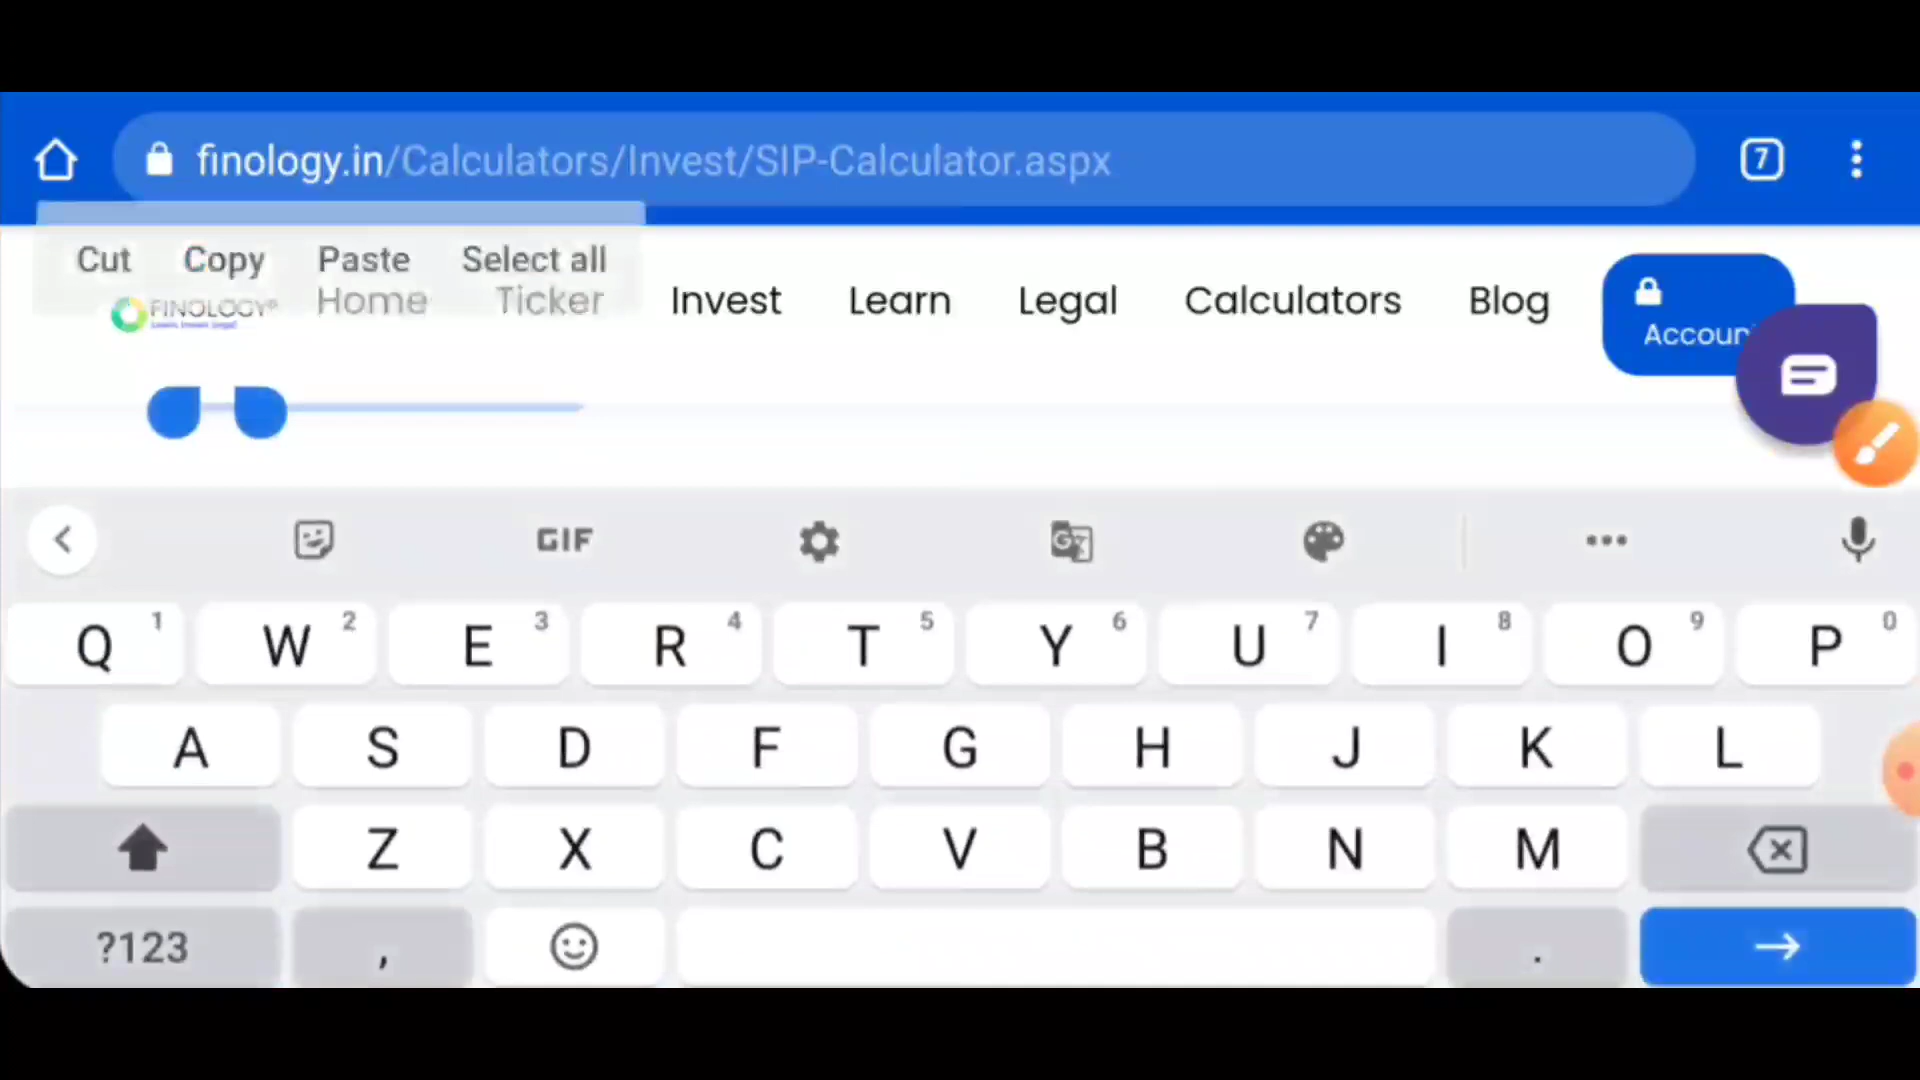 finology.in/Calculators/Invest/SIP-Calculator.aspx
7
Cut Copy Paste Select all
FINOLOGY
Home Ticker Invest Learn Legal Calculators Blog
Account
GIF
Q 1 W 2 E 3 R 4 T 5 Y 6 U 7 I 8 O 9 P 0
A S D F G H J K L
Z X C V B N M
?123 , .